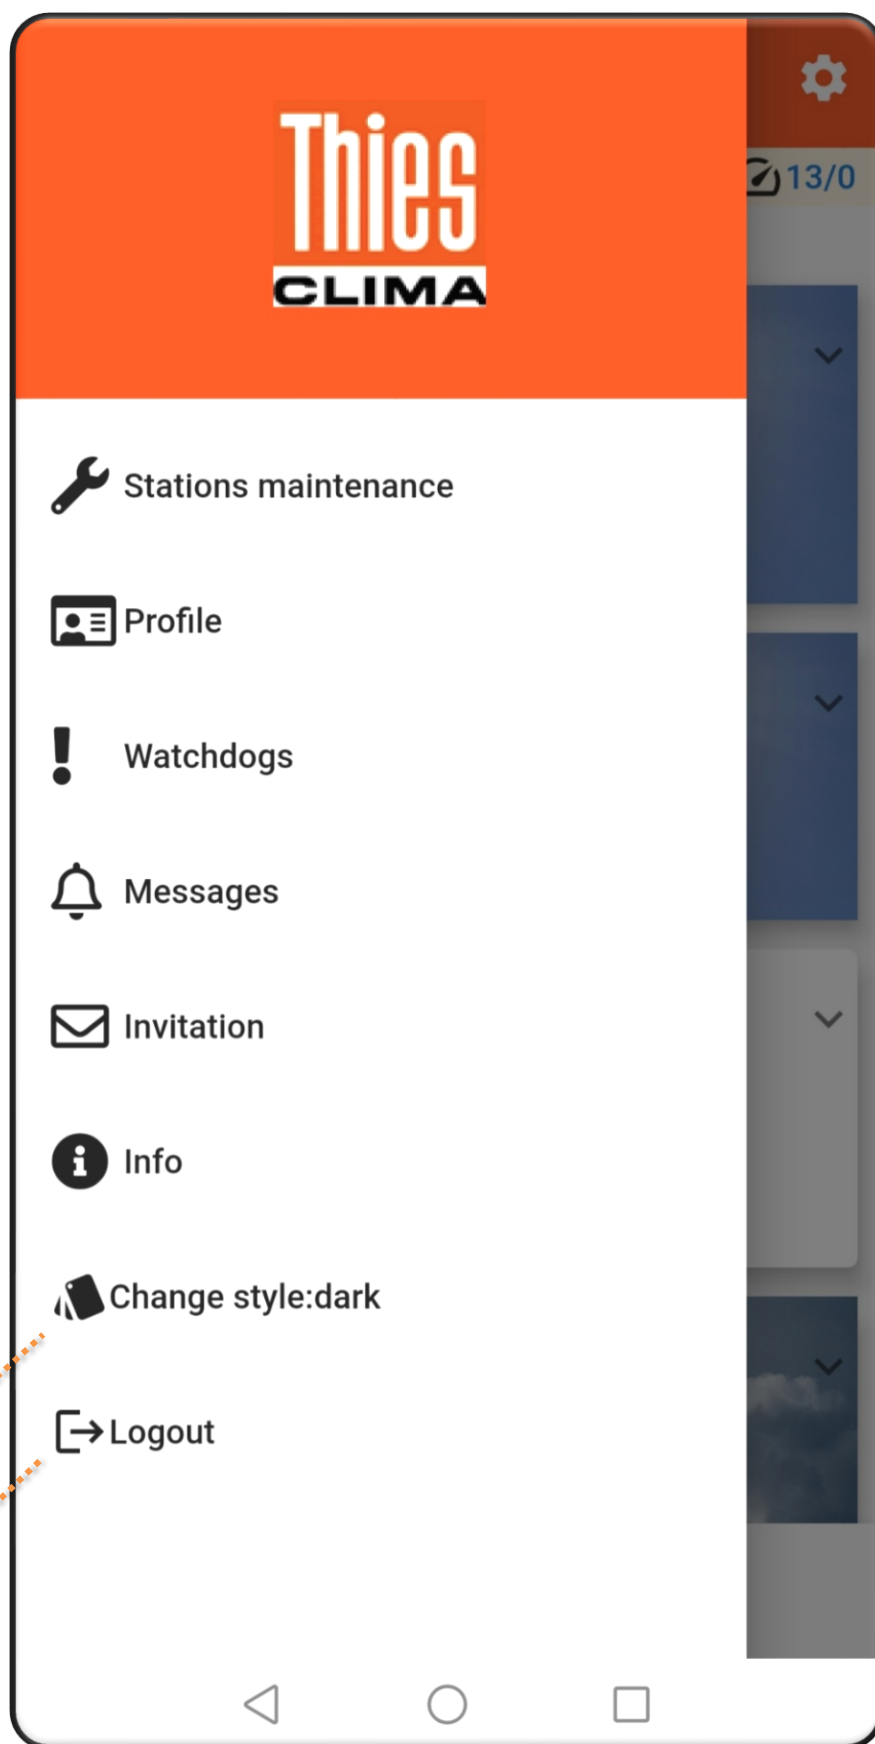 Thies
CLIMA
13/0
Stations maintenance
Profile
Watchdogs
Messages
Invitation
Info
Change style:dark
Logout